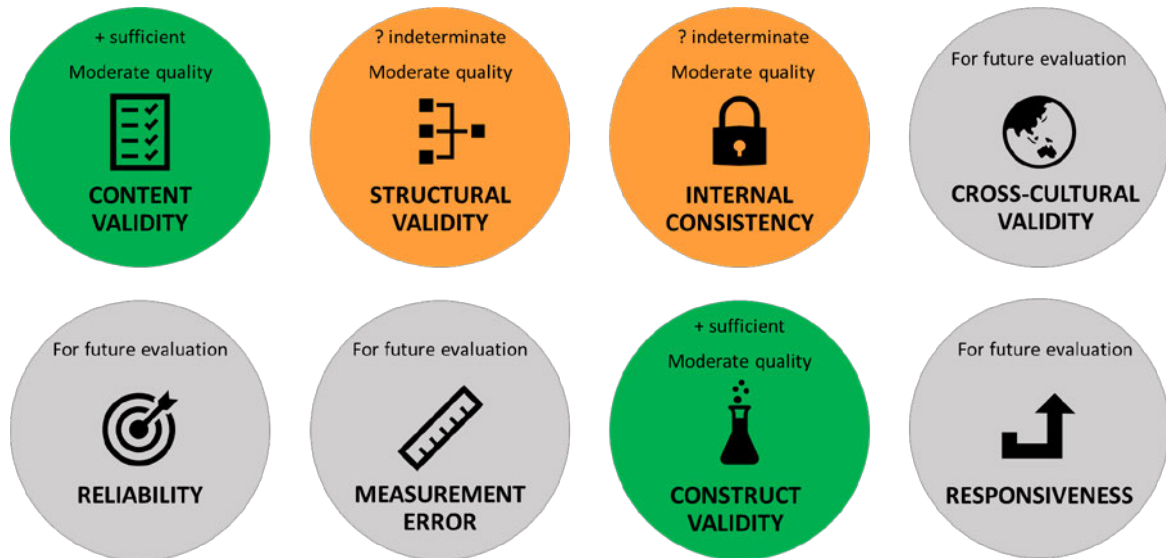 + sufficient
Moderate quality
CONTENT
VALIDITY
? indeterminate
Moderate quality
STRUCTURAL
VALIDITY
? indeterminate
Moderate quality
INTERNAL
CONSISTENCY
For future evaluation
CROSS-CULTURAL
VALIDITY
For future evaluation
RELIABILITY
For future evaluation
MEASUREMENT
ERROR
+ sufficient
Moderate quality
CONSTRUCT
VALIDITY
For future evaluation
RESPONSIVENESS